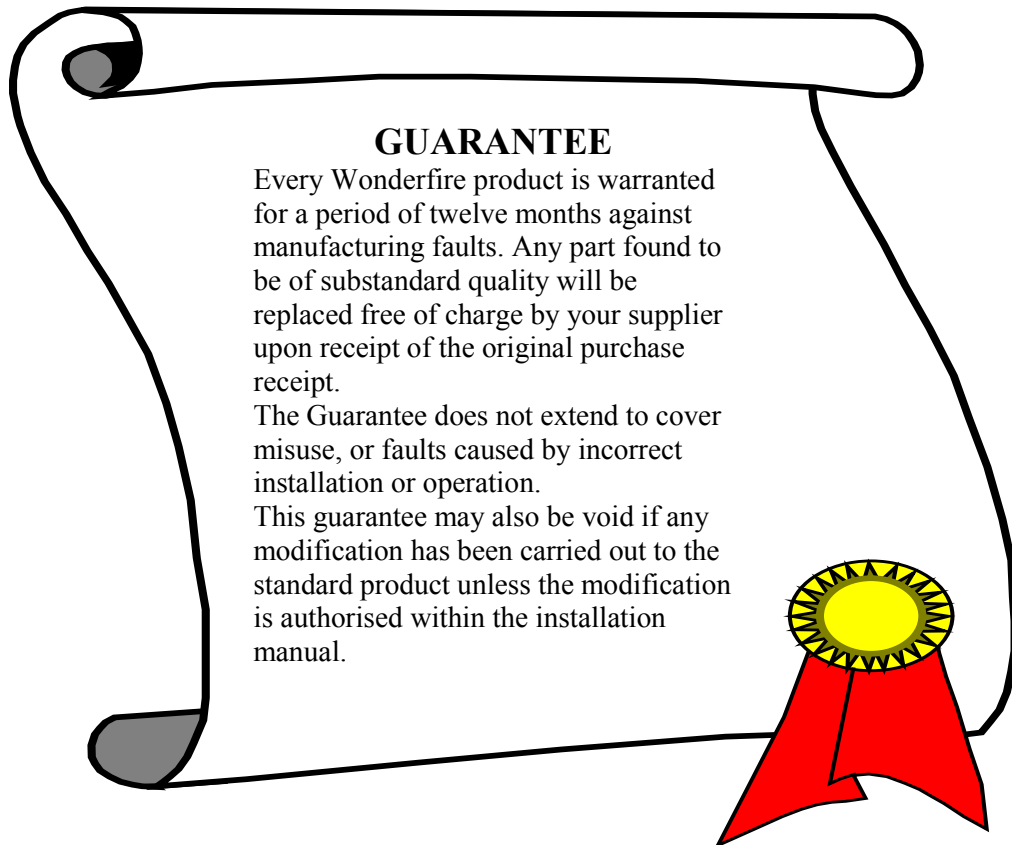 GUARANTEE
Every Wonderfire product is warranted
for a period of twelve months against
manufacturing faults. Any part found to
be of substandard quality will be
replaced free of charge by your supplier
upon receipt of the original purchase
receipt.
The Guarantee does not extend to cover
misuse, or faults caused by incorrect
installation or operation.
This guarantee may also be void if any
modification has been carried out to the
standard product unless the modification
is authorised within the installation
manual.